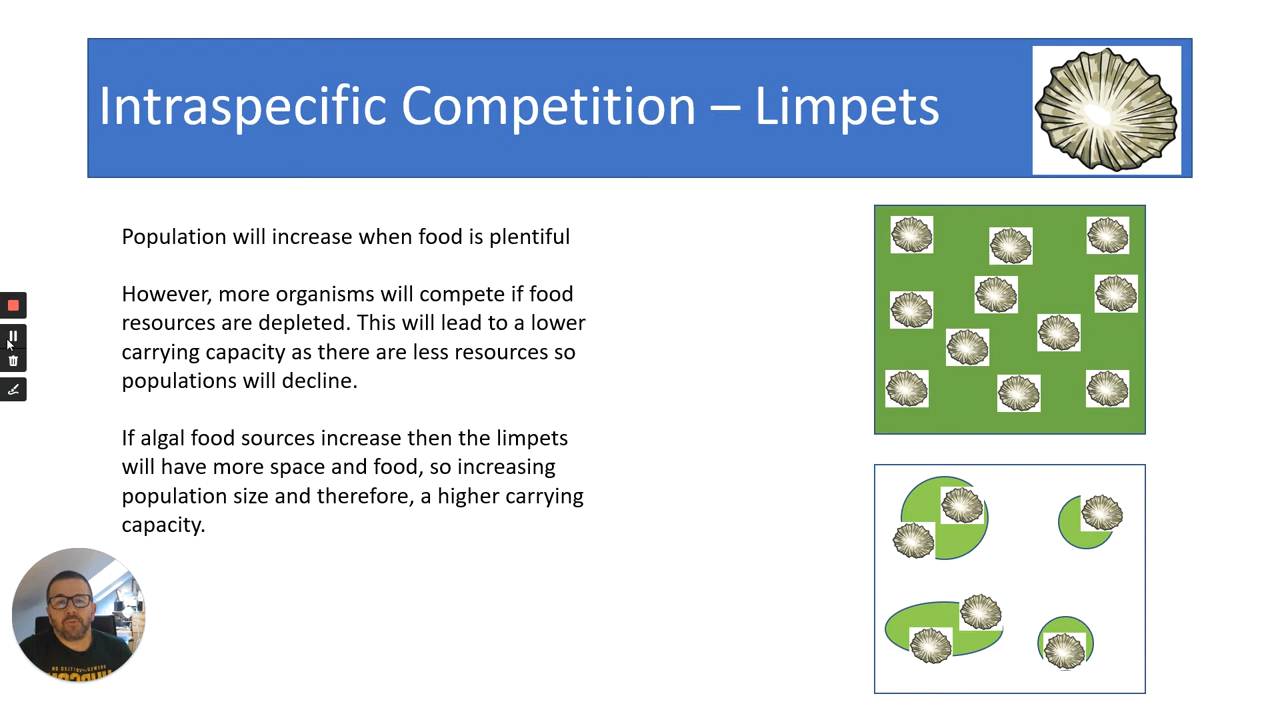 Intraspecific Competition – Limpets
Population will increase when food is plentiful
However, more organisms will compete if food
resources are depleted. This will lead to a lower
carrying capacity as there are less resources so
populations will decline.
If algal food sources increase then the limpets
will have more space and food, so increasing
population size and therefore, a higher carrying
capacity.